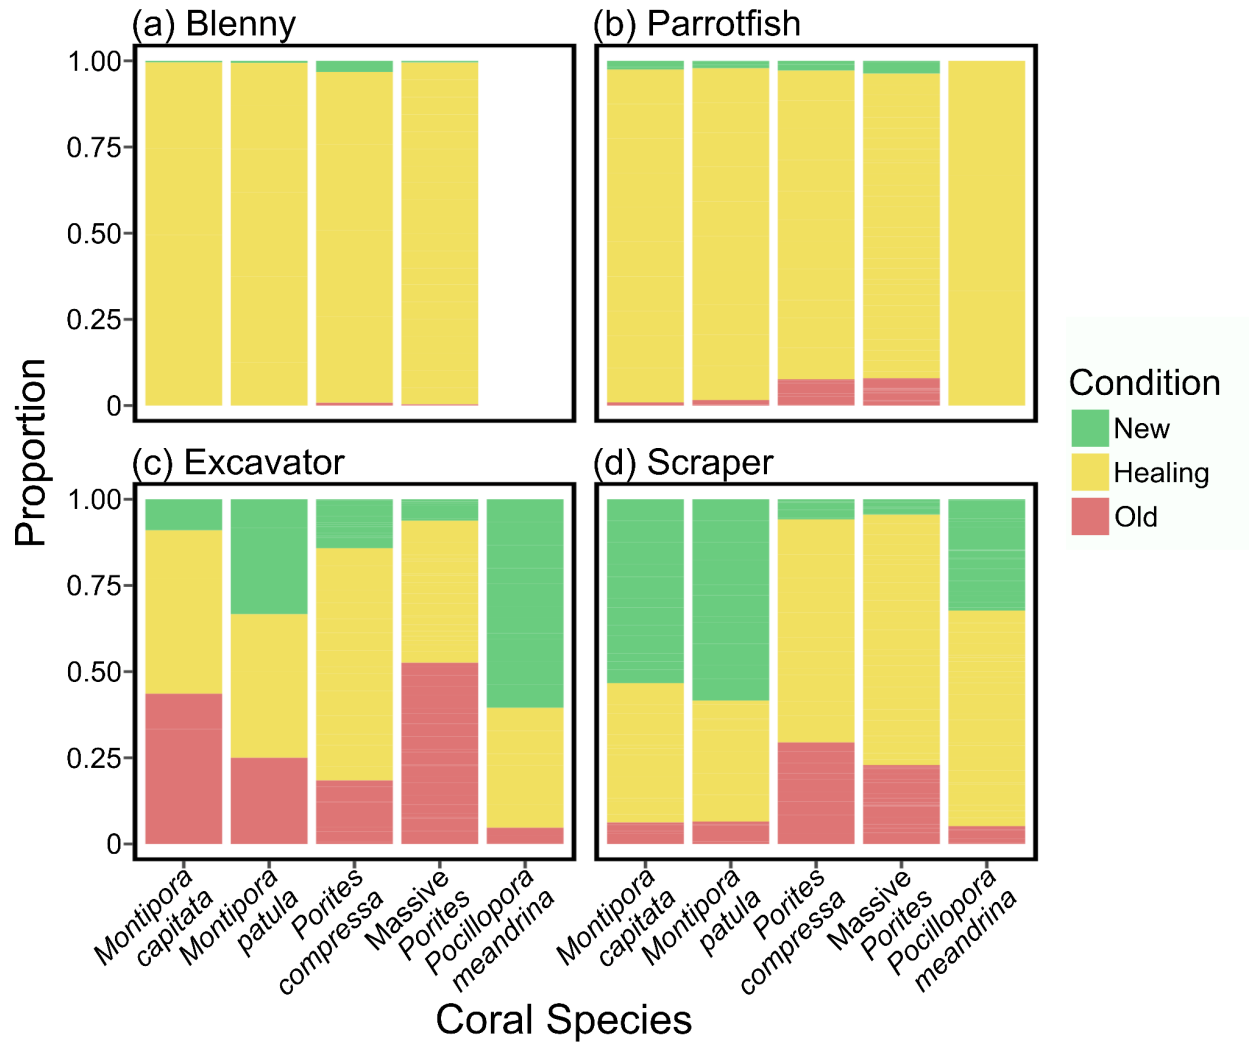 (a) Blenny
(b) Parrotfish
1.00
0.75
0.50
0.25
0
Proportion
(c) Excavator
(d) Scraper
1.00
0.75
0.50
0.25
0
Condition
New
Healing
Old
Montipora
capitata
Montipora
patula
Porites
compressa
Massive
Porites
Pocillopora
meandrina
Montipora
capitata
Montipora
patula
Porites
compressa
Massive
Porites
Pocillopora
meandrina
Coral Species